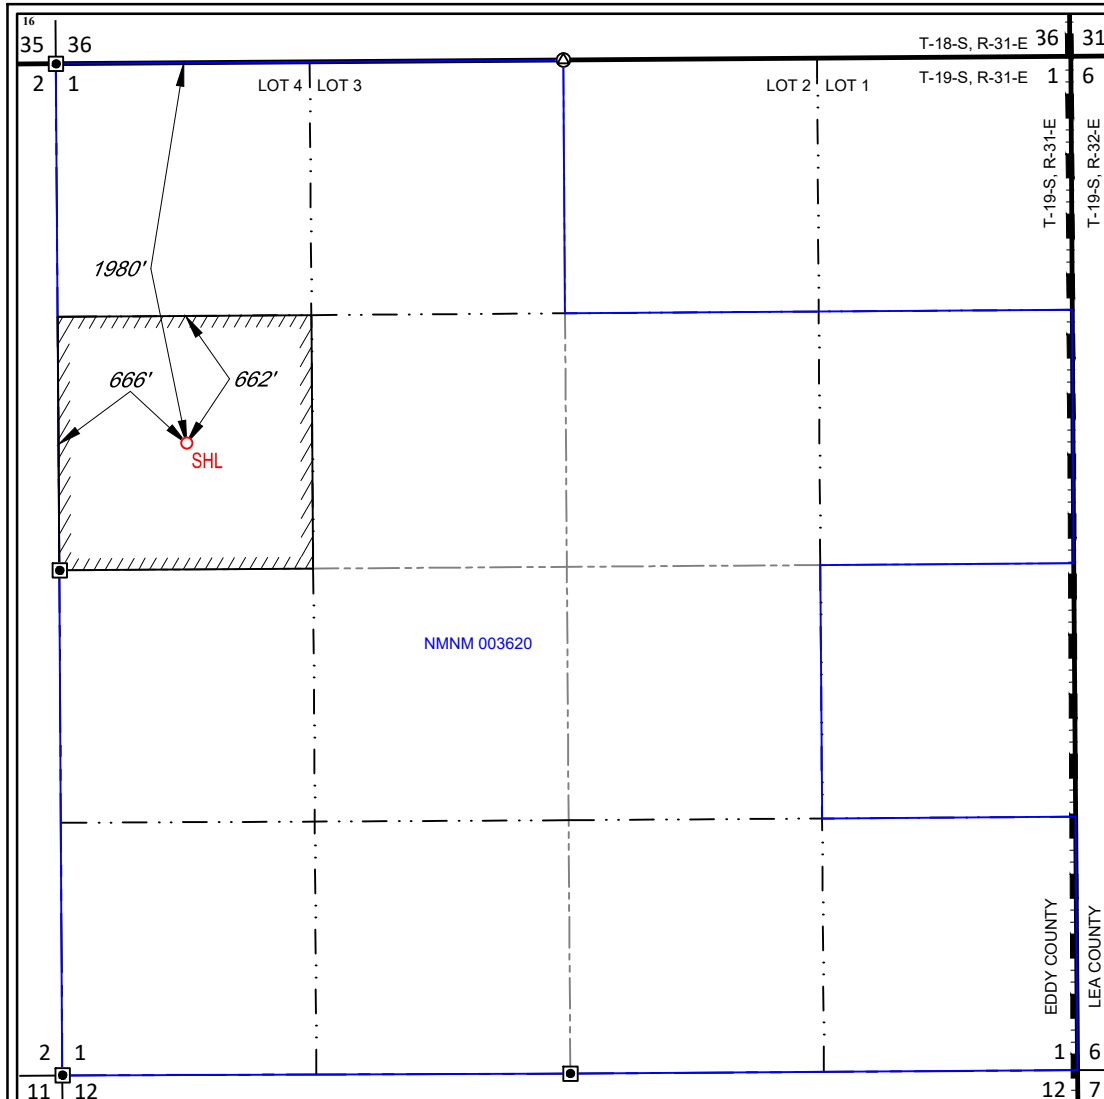 16
35 36
T-18-S, R-31-E 36 31
2 1
LOT 4 LOT 3
LOT 2 LOT 1
T-19-S, R-31-E 1 6
T-19-S, R-31-E
T-19-S, R-32-E
1980'
666'
662'
SHL
NMNM 003620
EDDY COUNTY
LEA COUNTY
2 1
1 6
11 12
12 7